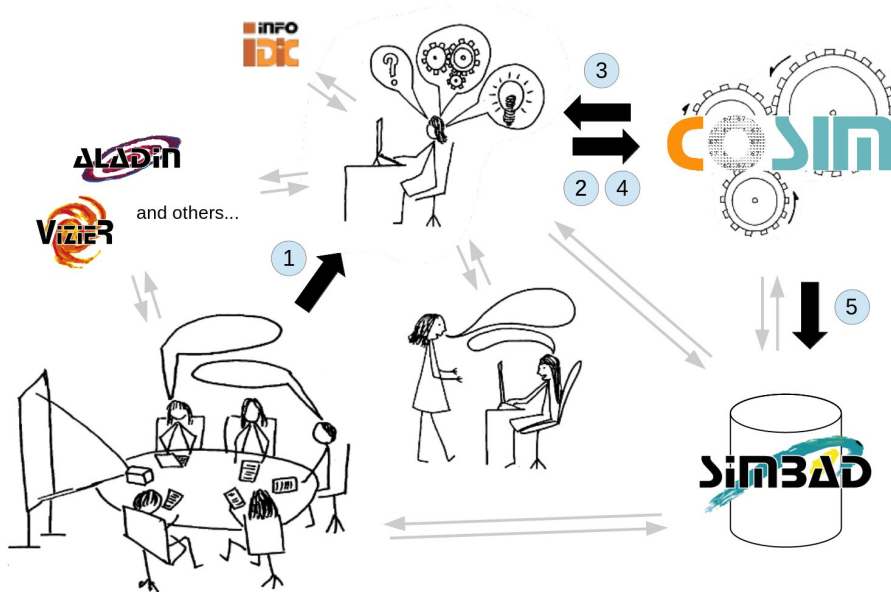 iNFO
iDiC
3
COSIM
ALADiN
2 4
and others...
ViZieR
1
5
?
SiMBAD